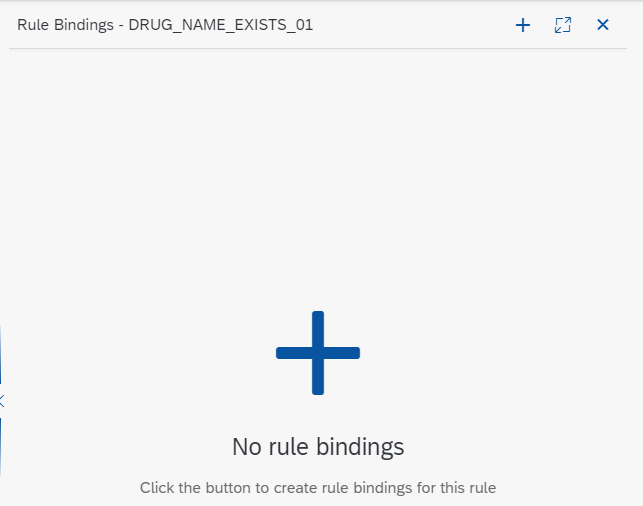 Rule Bindings - DRUG_NAME_EXISTS_01
No rule bindings
Click the button to create rule bindings for this rule